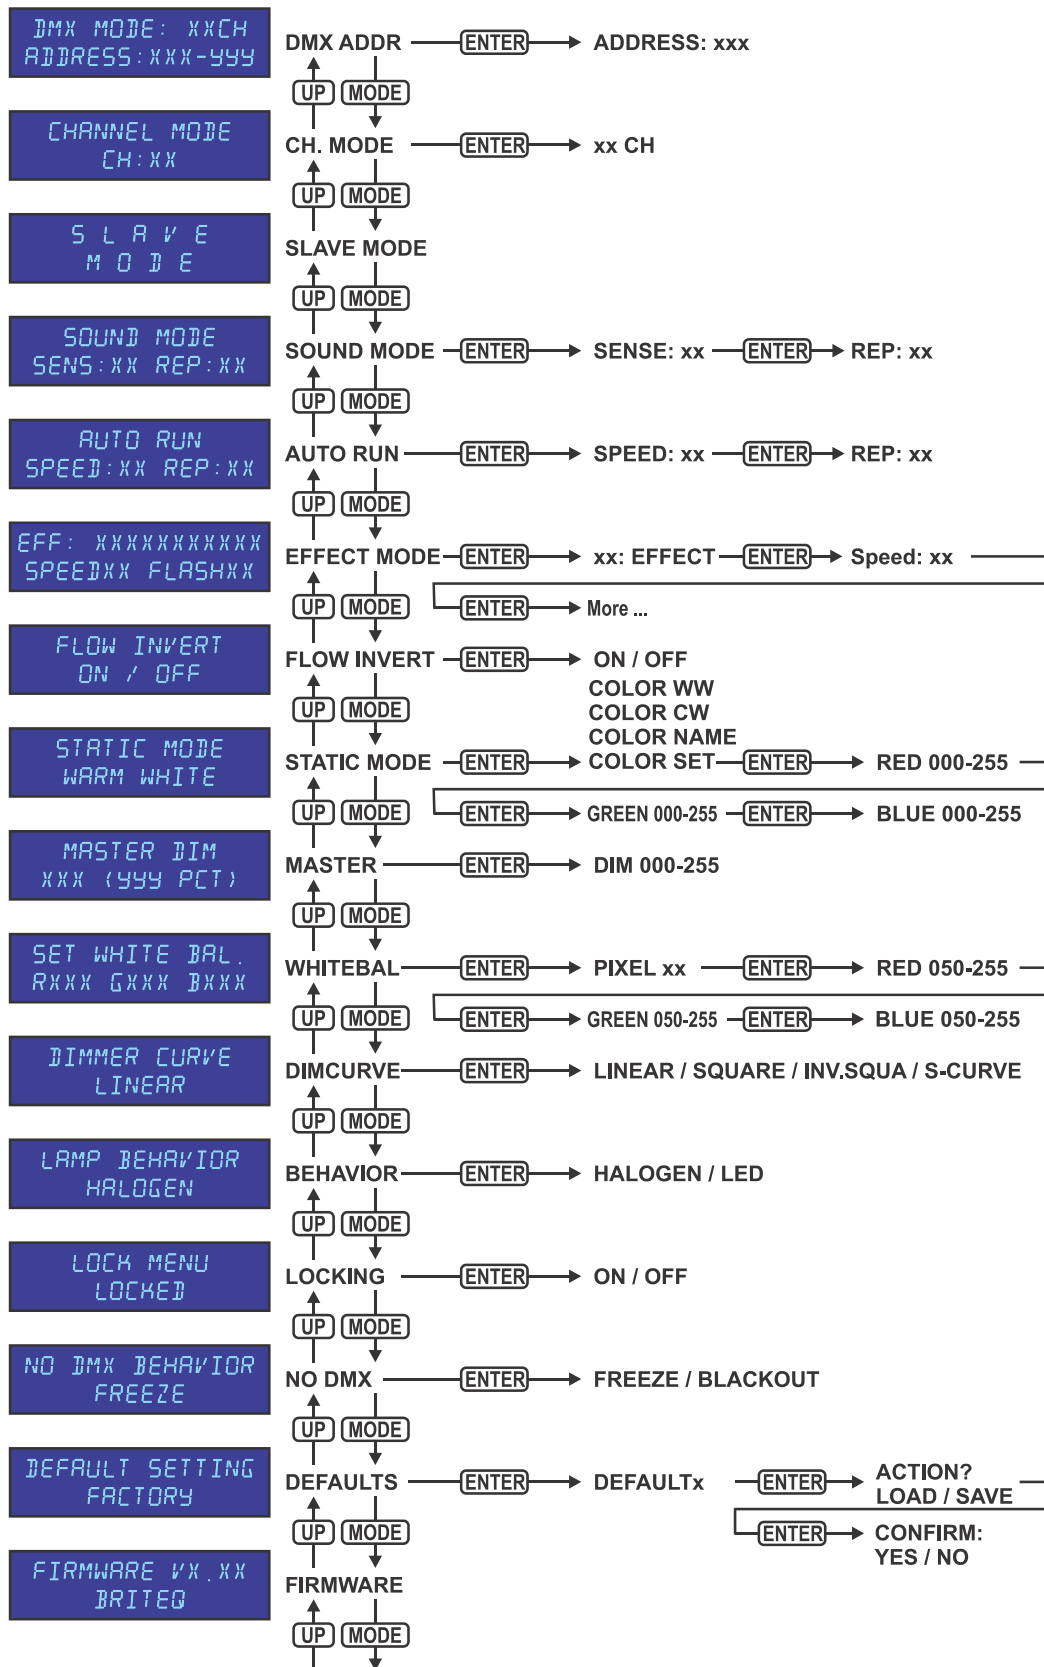 DMX MODE: XXCH
ADDRESS:XXX-YYY
DMX ADDR ENTER ADDRESS: xxx
UP MODE
CHANNEL MODE
CH:XX
CH. MODE ENTER xx CH
UP MODE
SLAVE
MODE
SLAVE MODE
UP MODE
SOUND MODE
SENS:XX REP:XX
SOUND MODE ENTER SENSE: xx ENTER REP: xx
UP MODE
AUTO RUN
SPEED:XX REP:XX
AUTO RUN ENTER SPEED: xx ENTER REP: xx
UP MODE
EFF: XXXXXXXXXXX
SPEEDXX FLASHXX
EFFECT MODE ENTER xx: EFFECT ENTER Speed: xx
UP MODE ENTER More ...
FLOW INVERT
ON / OFF
FLOW INVERT ENTER ON / OFF
UP MODE
COLOR WW
COLOR CW
COLOR NAME
STATIC MODE
WARM WHITE
STATIC MODE ENTER COLOR SET ENTER RED 000-255
UP MODE ENTER GREEN 000-255 ENTER BLUE 000-255
MASTER DIM
XXX (YYY PCT)
MASTER ENTER DIM 000-255
UP MODE
SET WHITE BAL.
RXXX GXXX BXXX
WHITEBAL ENTER PIXEL xx ENTER RED 050-255
UP MODE ENTER GREEN 050-255 ENTER BLUE 050-255
DIMMER CURVE
LINEAR
DIMCURVE ENTER LINEAR / SQUARE / INV.SQUA / S-CURVE
UP MODE
LAMP BEHAVIOR
HALOGEN
BEHAVIOR ENTER HALOGEN / LED
UP MODE
LOCK MENU
LOCKED
LOCKING ENTER ON / OFF
UP MODE
NO DMX BEHAVIOR
FREEZE
NO DMX ENTER FREEZE / BLACKOUT
UP MODE
DEFAULT SETTING
FACTORY
DEFAULTS ENTER DEFAULTx ENTER ACTION?
LOAD / SAVE
UP MODE ENTER CONFIRM:
YES / NO
FIRMWARE VX.XX
BRITEQ
FIRMWARE
UP MODE